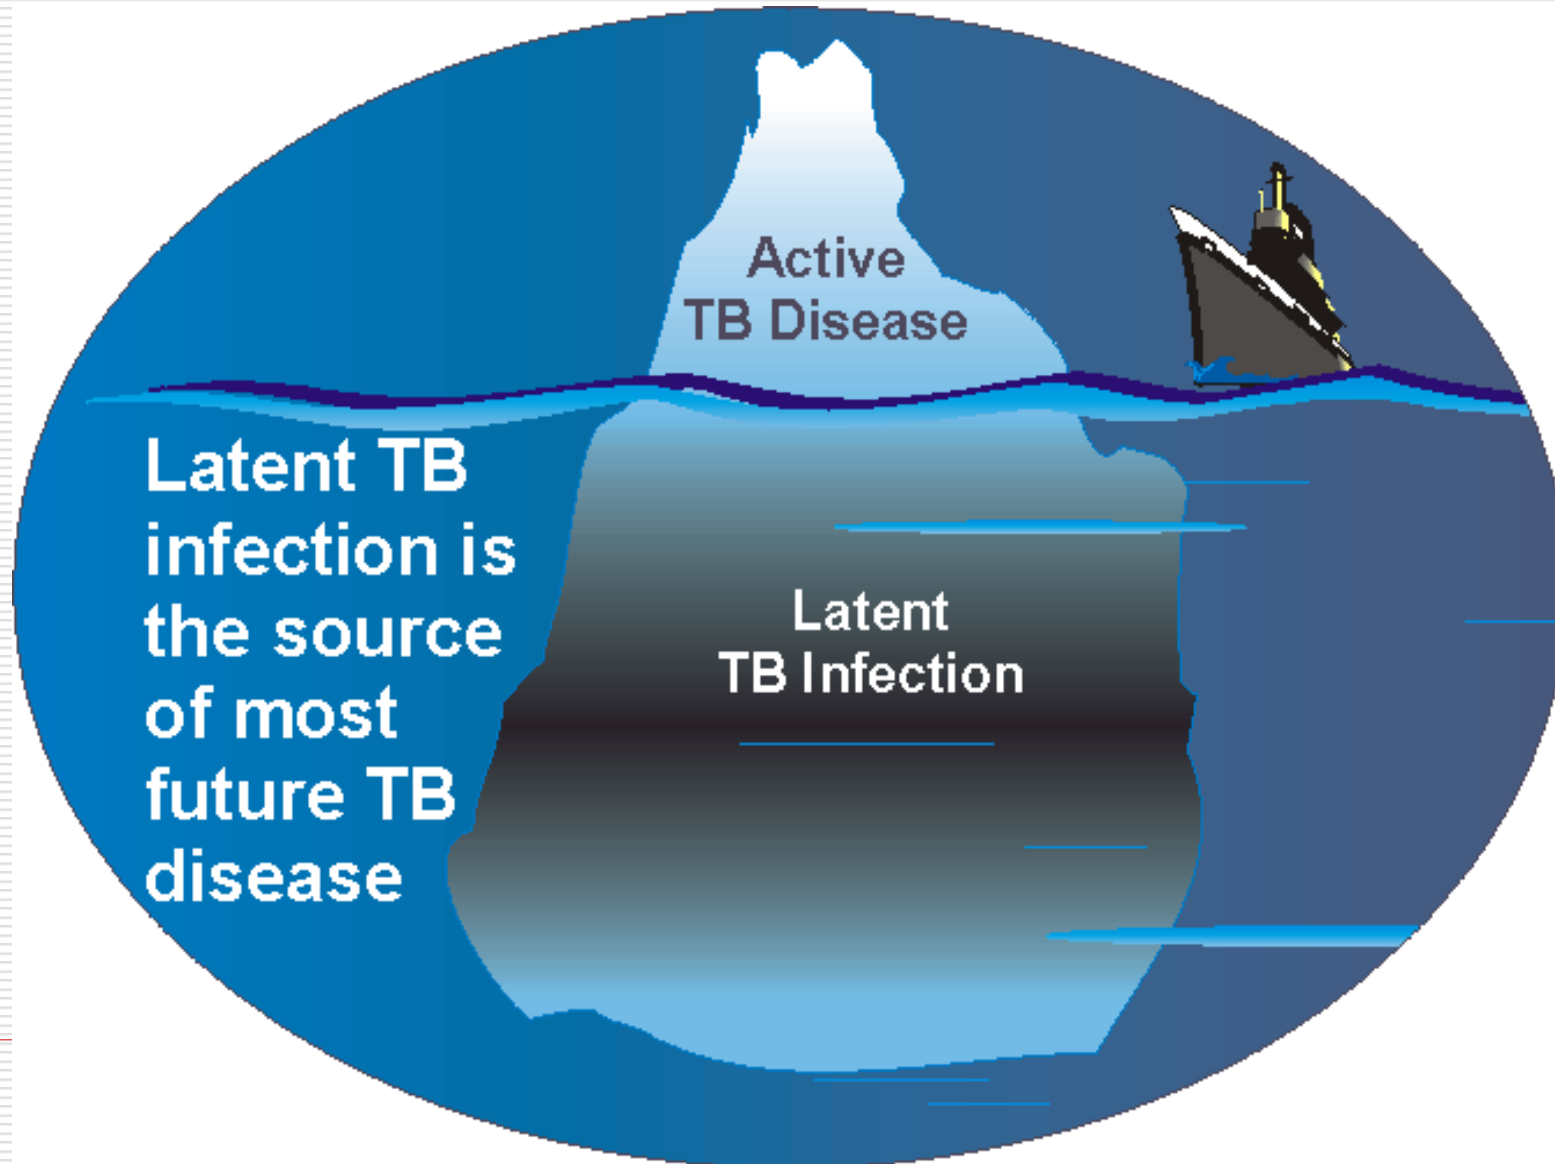 Active
TB Disease
Latent TB
infection is
the source
of most
future TB
disease
Latent
TB Infection